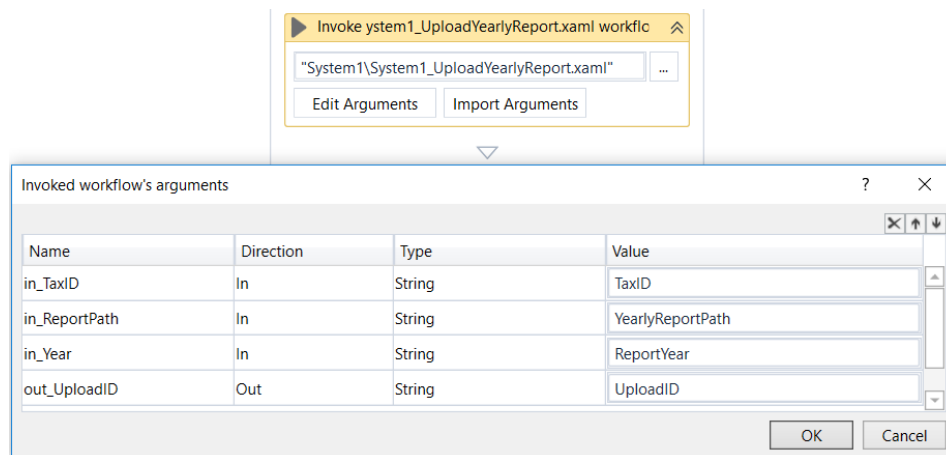 Invoke ystem1_UploadYearlyReport.xaml workflc
"System1\System1_UploadYearlyReport.xaml" ...
Edit Arguments Import Arguments
Invoked workflow's arguments ?
Name Direction Type Value
in_TaxID In String TaxID
in_ReportPath In String YearlyReportPath
in_Year In String ReportYear
out_UploadID Out String UploadID
OK Cancel